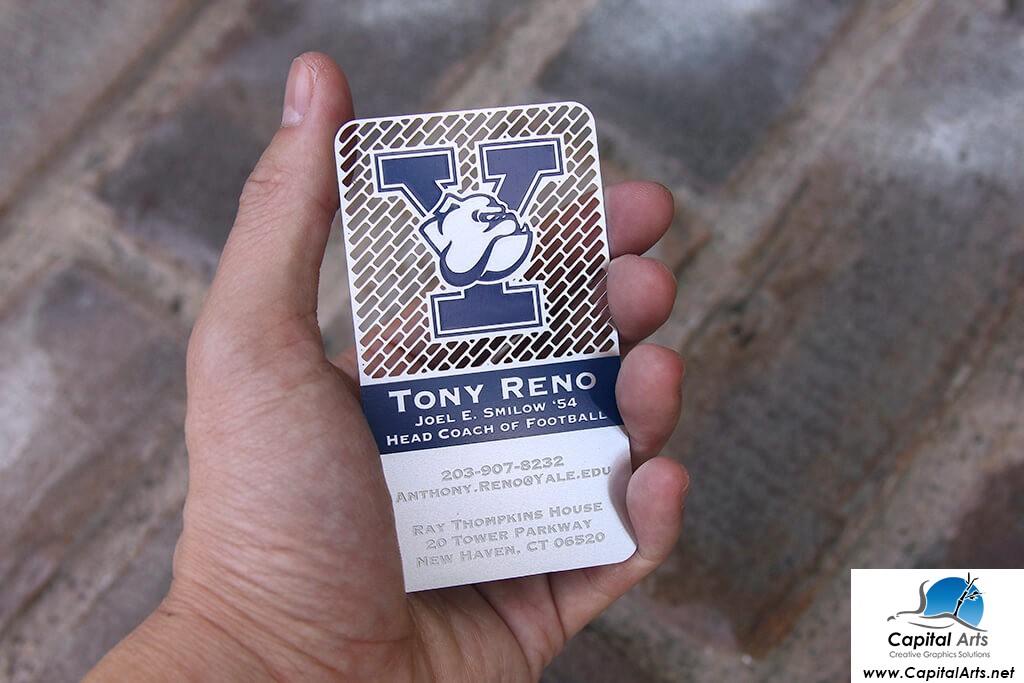 Y
Tony Reno
Joel E. Smilow ‘54
Head Coach of Football
203-907-8232
Anthony.Reno@Yale.edu
Ray Thompkins House
20 Tower Parkway
New Haven, CT 06520
Capital Arts
Creative Graphics Solutions
www.CapitalArts.net